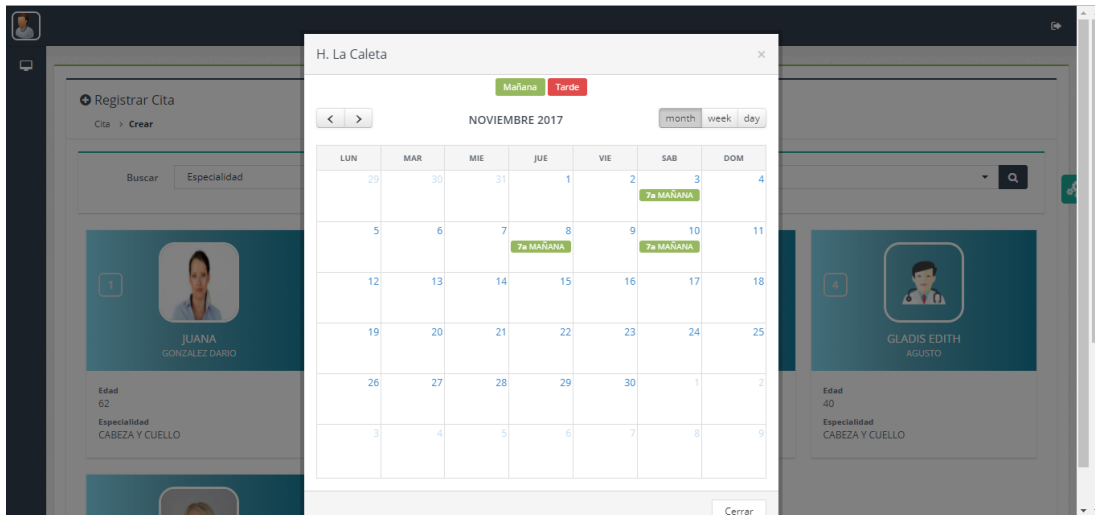 H. La Caleta ×
Mañana Tarde
Registrar Cita
Cita > Crear
NOVIEMBRE 2017
month week day
Buscar Especialidad
LUN MAR MIE JUE VIE SAB DOM
29 30 31 1 2 3 4
7a MAÑANA
5 6 7 8 9 10 11
7a MAÑANA 7a MAÑANA
12 13 14 15 16 17 18
19 20 21 22 23 24 25
26 27 28 29 30 1 2
3 4 5 6 7 8 9
1
JUANA
GONZALEZ DARIO
Edad
62
Especialidad
CABEZA Y CUELLO
4
GLADIS EDITH
AGUSTO
Edad
40
Especialidad
CABEZA Y CUELLO
Cerrar